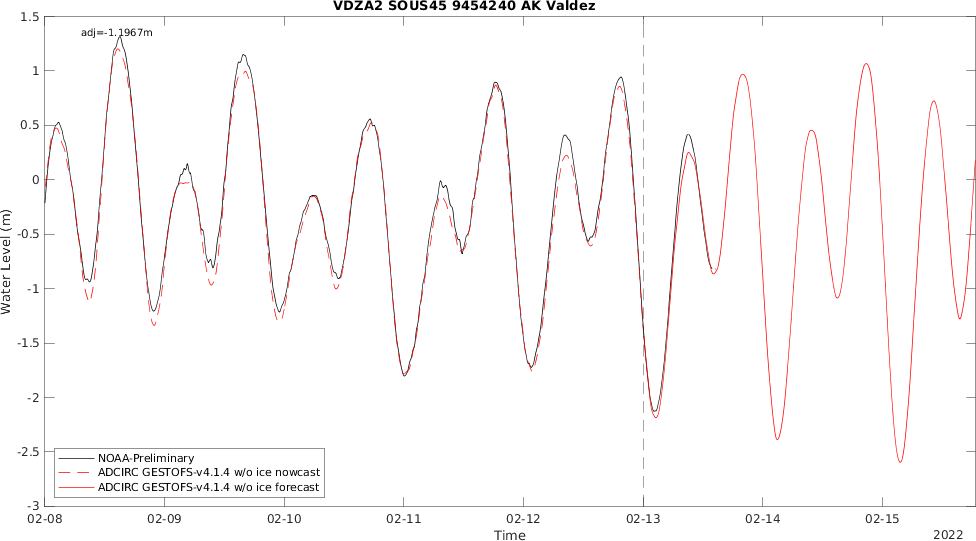 VDZA2 SOUS45 9454240 AK Valdez
adj=-1.1967m
1.5
1
0.5
0
-0.5
-1
-1.5
-2
-2.5
-3
Water Level (m)
NOAA-Preliminary
ADCIRC GESTOFS-v4.1.4 w/o ice nowcast
ADCIRC GESTOFS-v4.1.4 w/o ice forecast
02-08 02-09 02-10 02-11 02-12 02-13 02-14 02-15
Time
2022